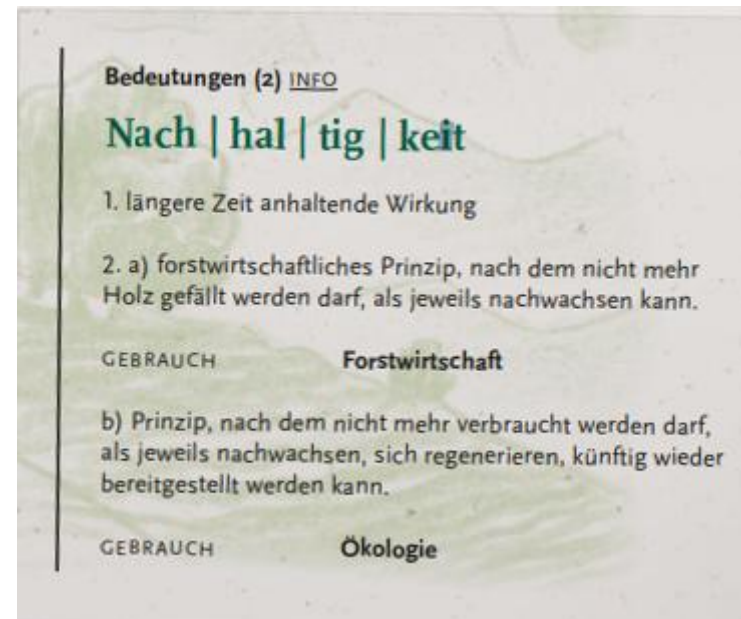 Bedeutungen (2) INFO
Nach | hal | tig | keit
1. längere Zeit anhaltende Wirkung
2. a) forstwirtschaftliches Prinzip, nach dem nicht mehr
Holz gefällt werden darf, als jeweils nachwachsen kann.
GEBRAUCH Forstwirtschaft
b) Prinzip, nach dem nicht mehr verbraucht werden darf,
als jeweils nachwachsen, sich regenerieren, künftig wieder
bereitgestellt werden kann.
GEBRAUCH Ökologie